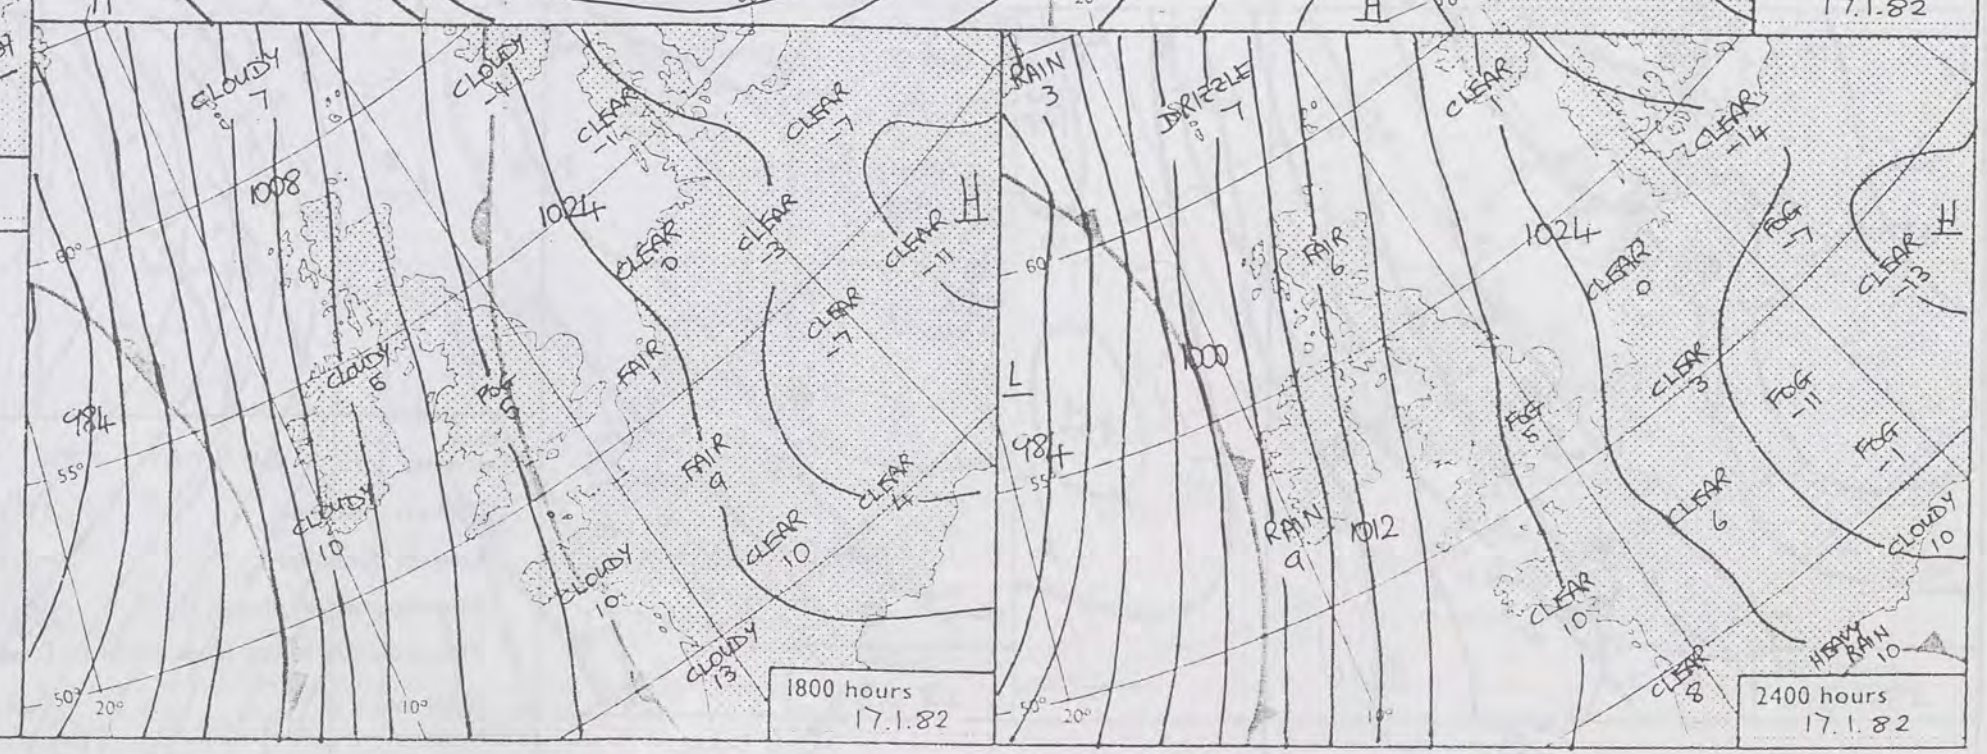 17.1.82
H
CLOUDY
7
CLOUDY
-1
CLEAR
-11
CLEAR
-7
1008
1024
H
CLEAR
-3
CLEAR
-11
CLEAR
0
60°
CLEAR
-7
CLOUDY
6
FOG
5
FAIR
1
984
55°
FAIR
9
CLEAR
4
CLOUDY
10
CLEAR
10
CLOUDY
10
CLOUDY
13
50°
20°
10°
1800 hours
17.1.82
RAIN
3
DRIZZLE
7
CLEAR
1
CLEAR
-14
FOG
-7
H
CLEAR
-13
1024
FAIR
6
60°
CLEAR
0
1000
L
CLEAR
3
FOG
-11
984
FOG
5
FOG
-1
55°
RAIN
9
1012
CLEAR
6
CLOUDY
10
CLEAR
10
HEAVY
RAIN
10
CLEAR
8
50°
20°
10°
2400 hours
17.1.82